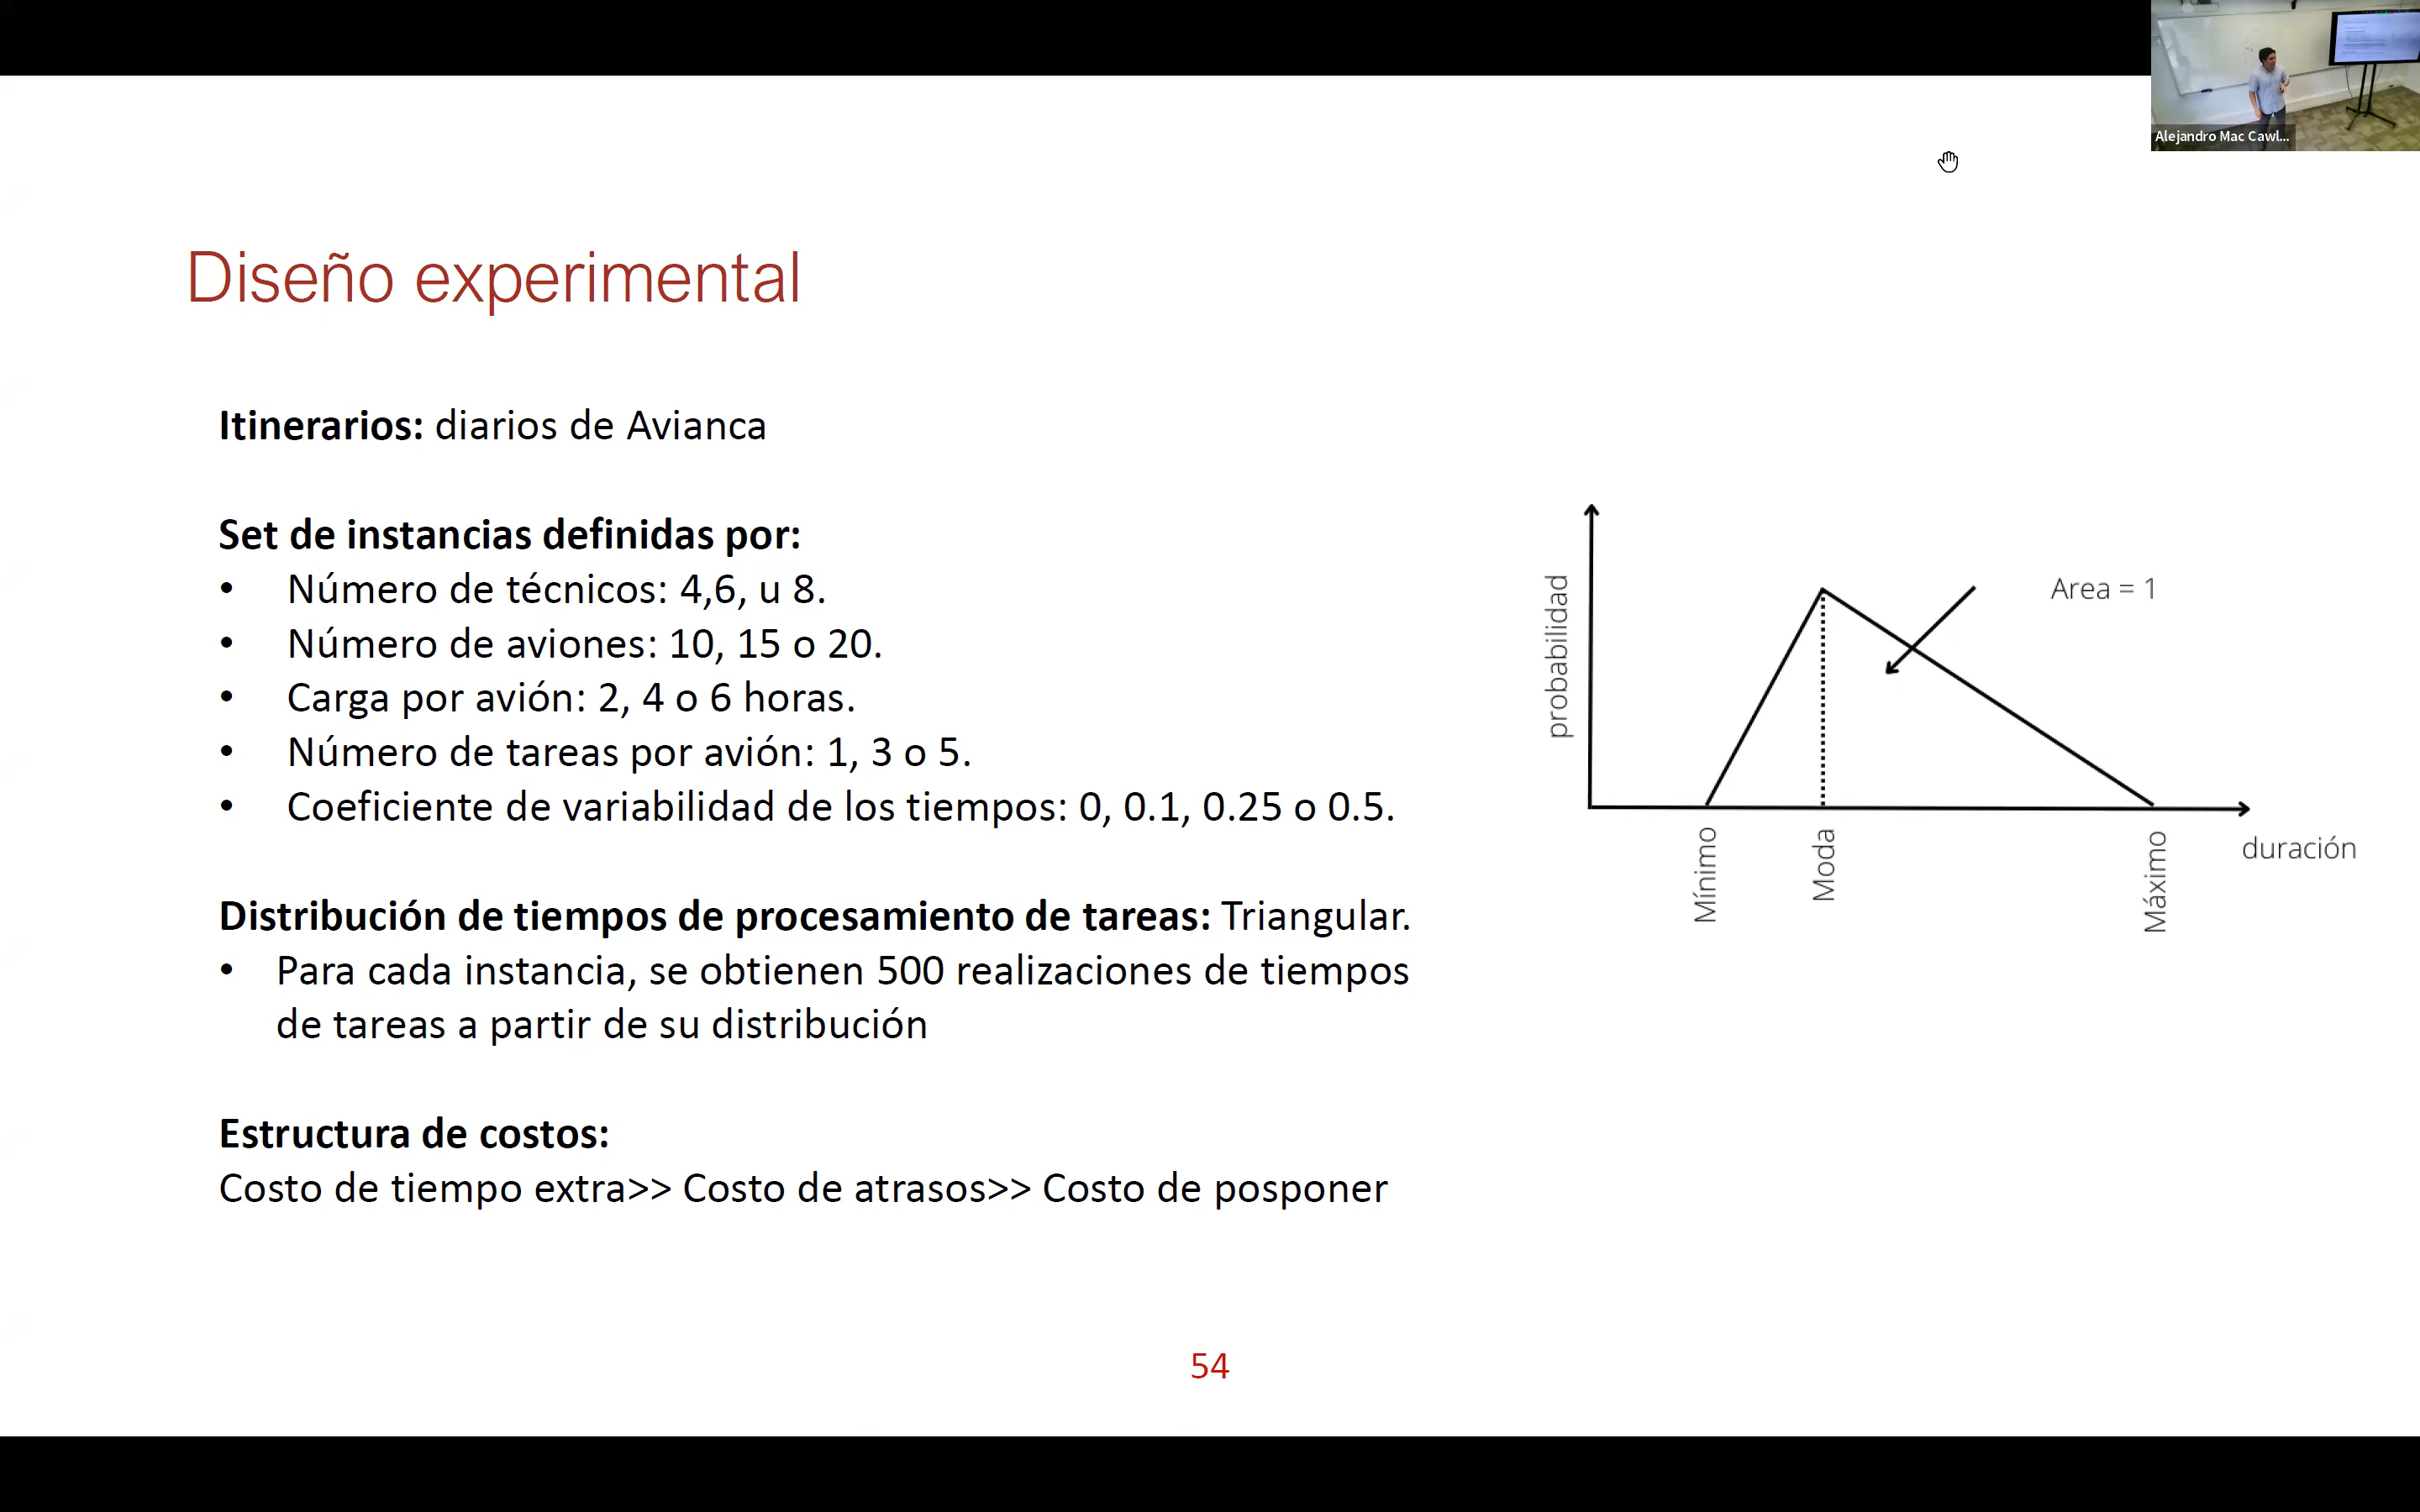 Alejandro Mac Cawl...
Diseño experimental
Itinerarios: diarios de Avianca
Set de instancias definidas por:
• Número de técnicos: 4,6, u 8.
• Número de aviones: 10, 15 o 20.
• Carga por avión: 2, 4 o 6 horas.
• Número de tareas por avión: 1, 3 o 5.
• Coeficiente de variabilidad de los tiempos: 0, 0.1, 0.25 o 0.5.
Distribución de tiempos de procesamiento de tareas: Triangular.
• Para cada instancia, se obtienen 500 realizaciones de tiempos
de tareas a partir de su distribución
Estructura de costos:
Costo de tiempo extra>> Costo de atrasos>> Costo de posponer
probabilidad
Area = 1
Mínimo
Moda
Máximo
duración
54